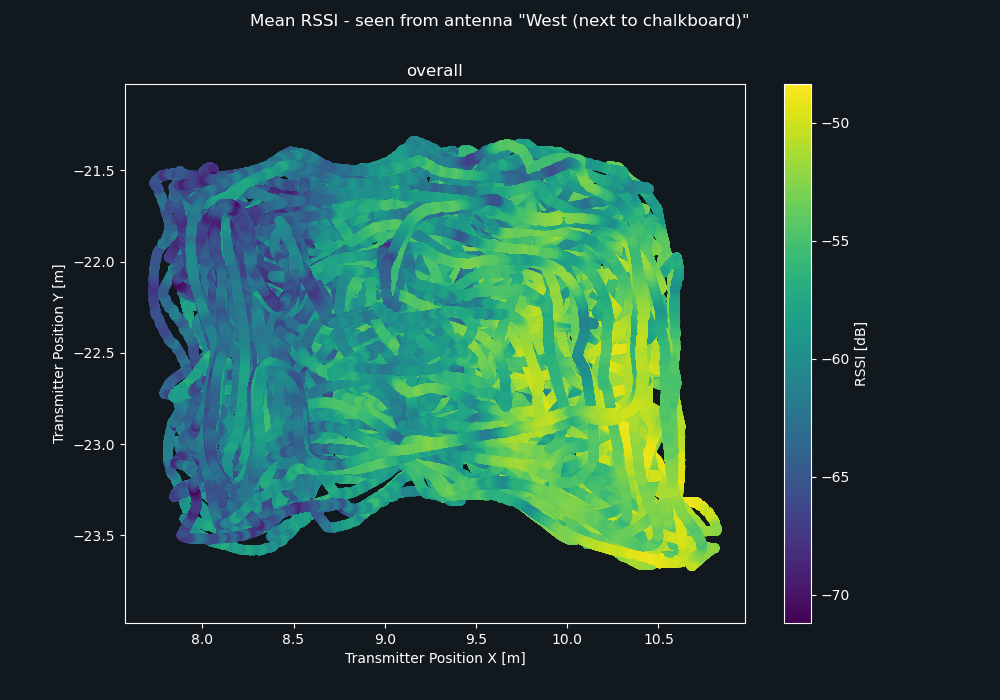 Mean RSSI - seen from antenna "West (next to chalkboard)"
overall
−21.5
−22.0
−22.5
−23.0
−23.5
Transmitter Position Y [m]
8.0 8.5 9.0 9.5 10.0 10.5
Transmitter Position X [m]
−50
−55
−60
−65
−70
RSSI [dB]